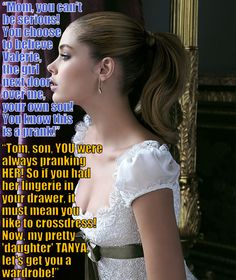 “Mom, you can't
be serious!
You choose
to believe
Valerie,
the girl
next door,
over me,
your own son!
You know this
is a prank!”
“Tom, son, YOU were
always pranking
HER! So if you had
her lingerie in
your drawer, it
must mean you
like to crossdress!
Now, my pretty
'daughter' TANYA,
let's get you a
wardrobe!”